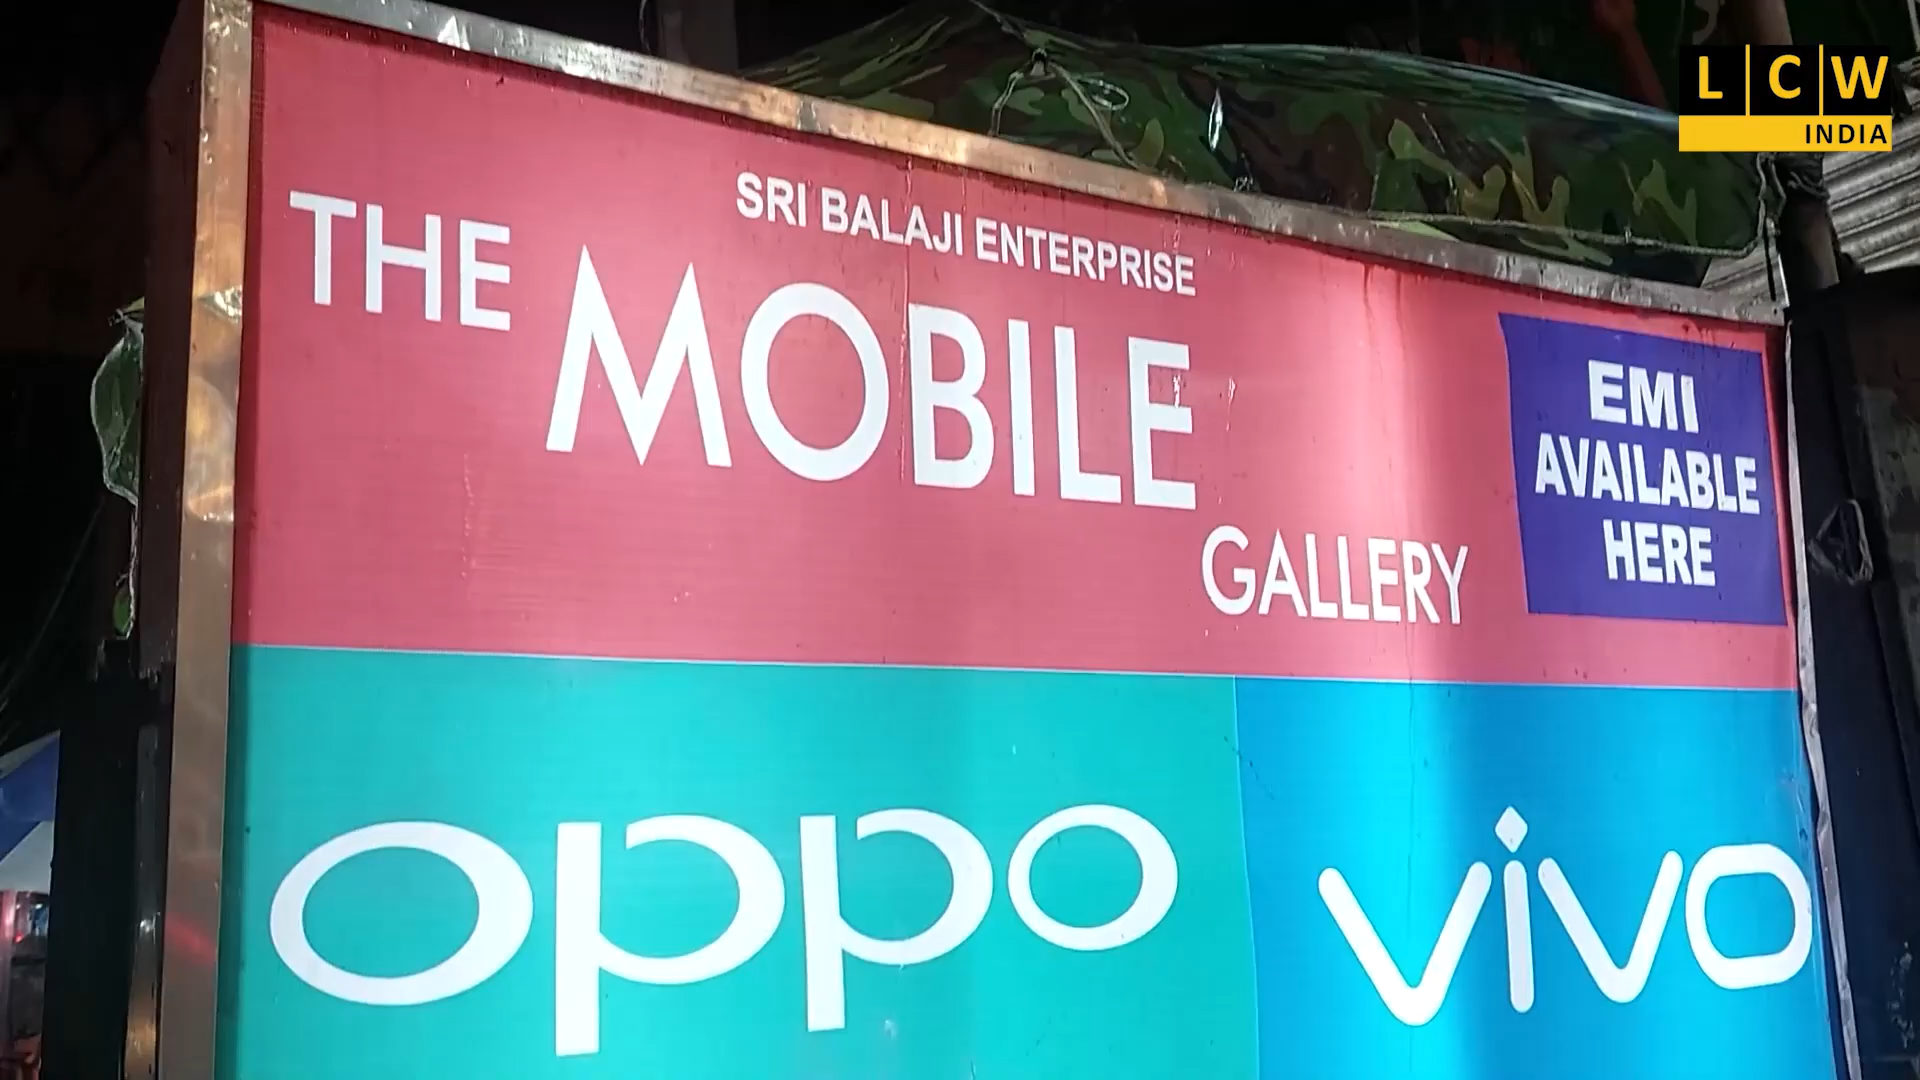 L C W
INDIA
SRI BALAJI ENTERPRISE
THE MOBILE GALLERY
EMI
AVAILABLE
HERE
oppo
vivo